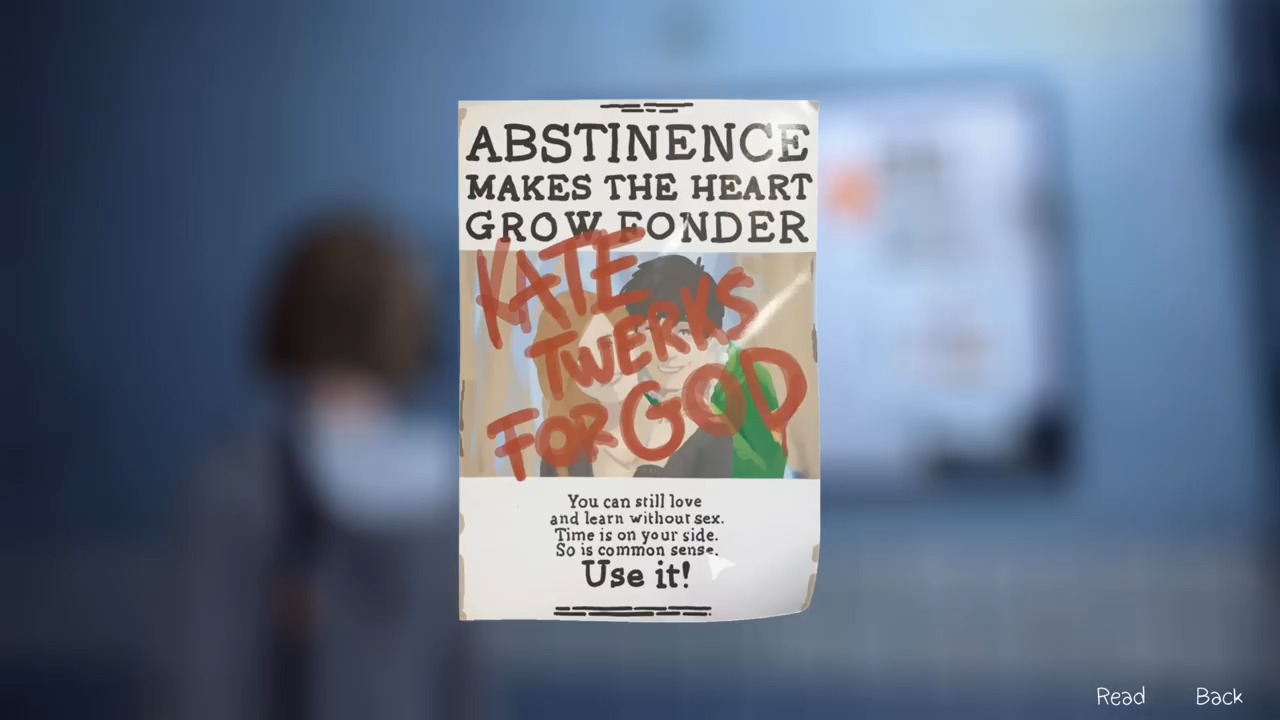 ABSTINENCE
MAKES THE HEART
GROW FONDER
KATE
TWERKS
FOR GOD
You can still love
and learn without sex.
Time is on your side.
So is common sense.
Use it!
Read
Back